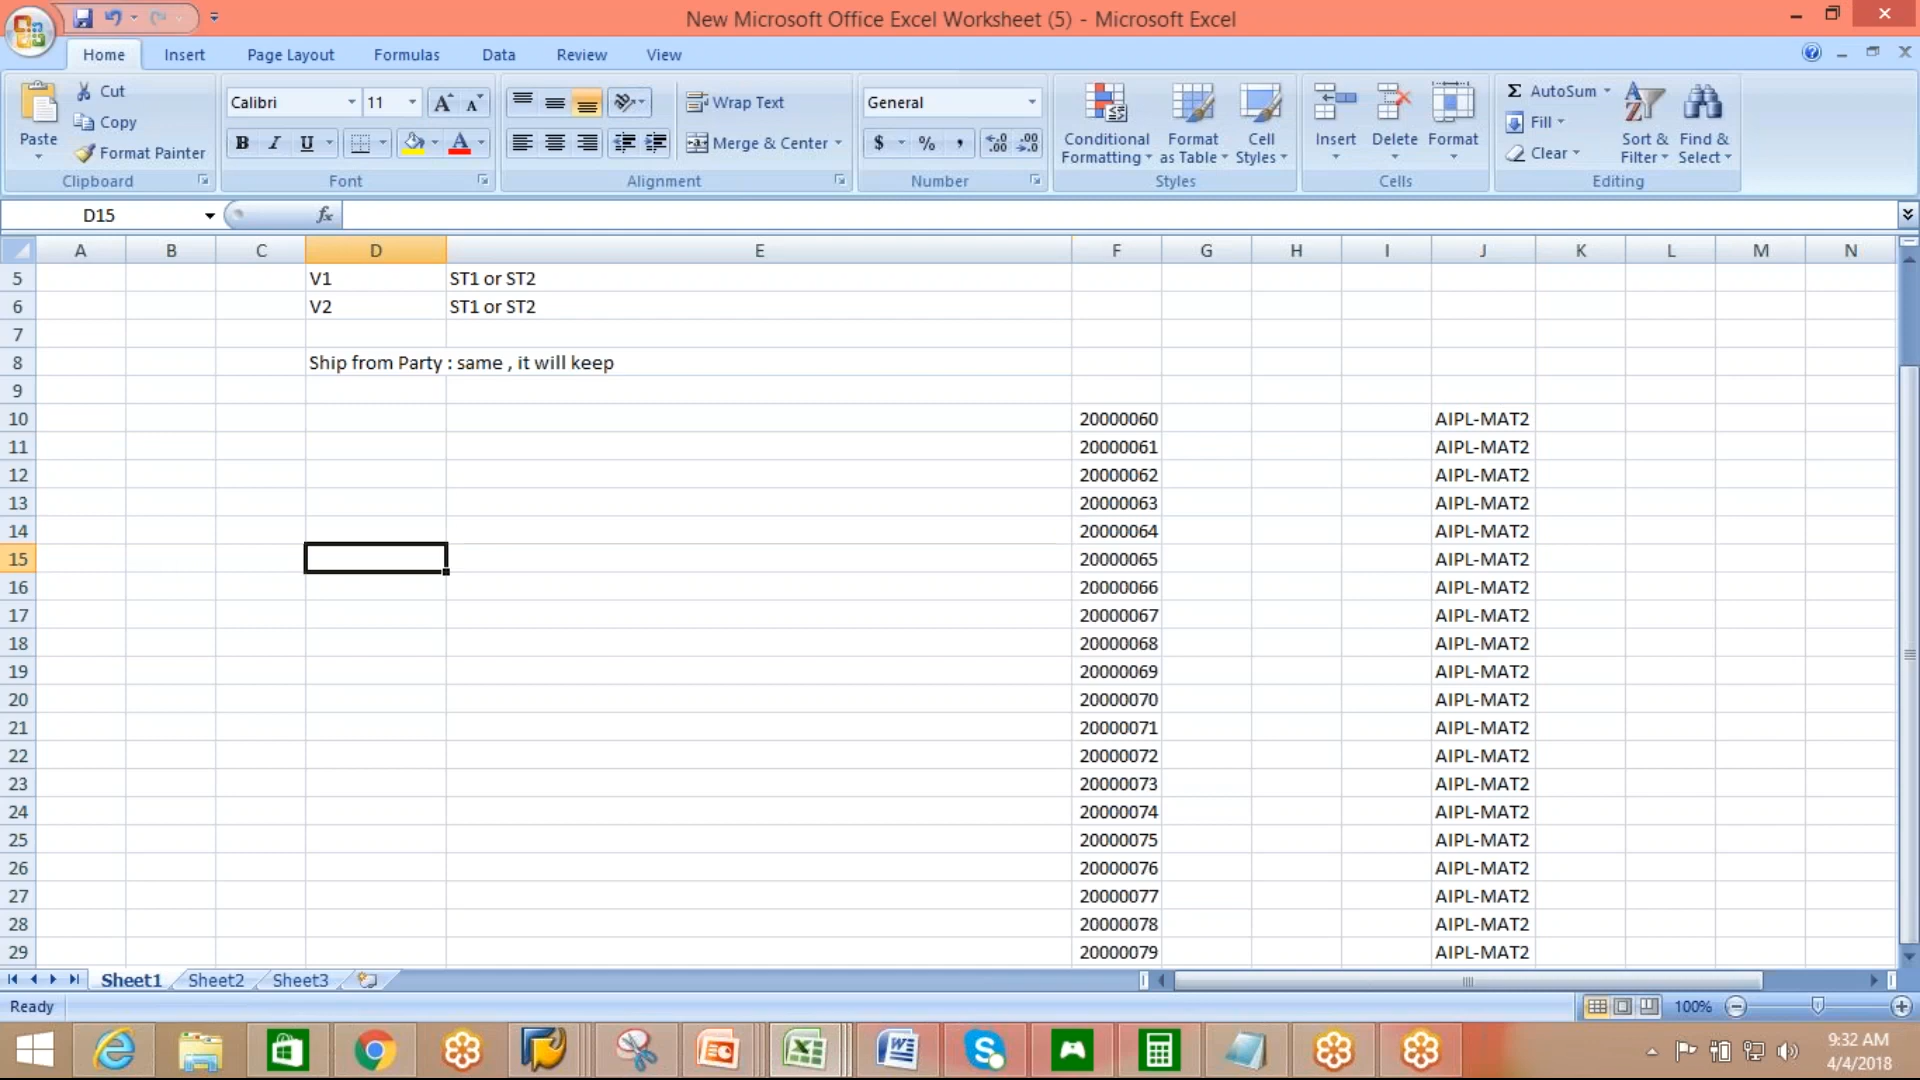 New Microsoft Office Excel Worksheet (5) - Microsoft Excel
Home Insert Page Layout Formulas Data Review View
Paste
Cut
Copy
Format Painter
Clipboard
Calibri 11
B I U A
Font
Wrap Text
Merge & Center
Alignment
General
$ % , .00 .00
Number
Conditional Formatting
Format as Table
Cell Styles
Styles
Insert Delete Format
Cells
Σ AutoSum
Fill
Clear
Sort & Filter
Find & Select
Editing
D15 fx
A B C D E F G H I J K L M N
5 V1 ST1 or ST2
6 V2 ST1 or ST2
7
8 Ship from Party : same , it will keep
9
10 20000060 AIPL-MAT2
11 20000061 AIPL-MAT2
12 20000062 AIPL-MAT2
13 20000063 AIPL-MAT2
14 20000064 AIPL-MAT2
15 20000065 AIPL-MAT2
16 20000066 AIPL-MAT2
17 20000067 AIPL-MAT2
18 20000068 AIPL-MAT2
19 20000069 AIPL-MAT2
20 20000070 AIPL-MAT2
21 20000071 AIPL-MAT2
22 20000072 AIPL-MAT2
23 20000073 AIPL-MAT2
24 20000074 AIPL-MAT2
25 20000075 AIPL-MAT2
26 20000076 AIPL-MAT2
27 20000077 AIPL-MAT2
28 20000078 AIPL-MAT2
29 20000079 AIPL-MAT2
Sheet1 Sheet2 Sheet3
Ready 100%
9:32 AM
4/4/2018